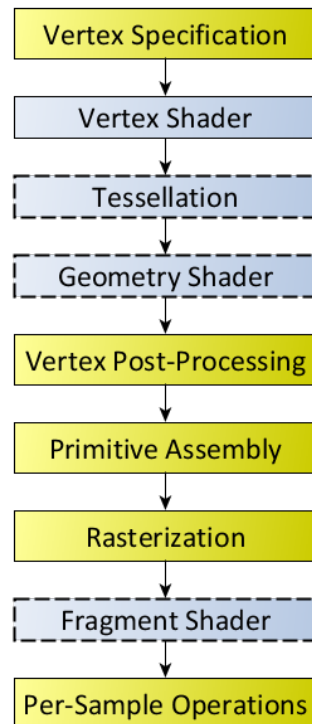 Vertex Specification
Vertex Shader
Tessellation
Geometry Shader
Vertex Post-Processing
Primitive Assembly
Rasterization
Fragment Shader
Per-Sample Operations